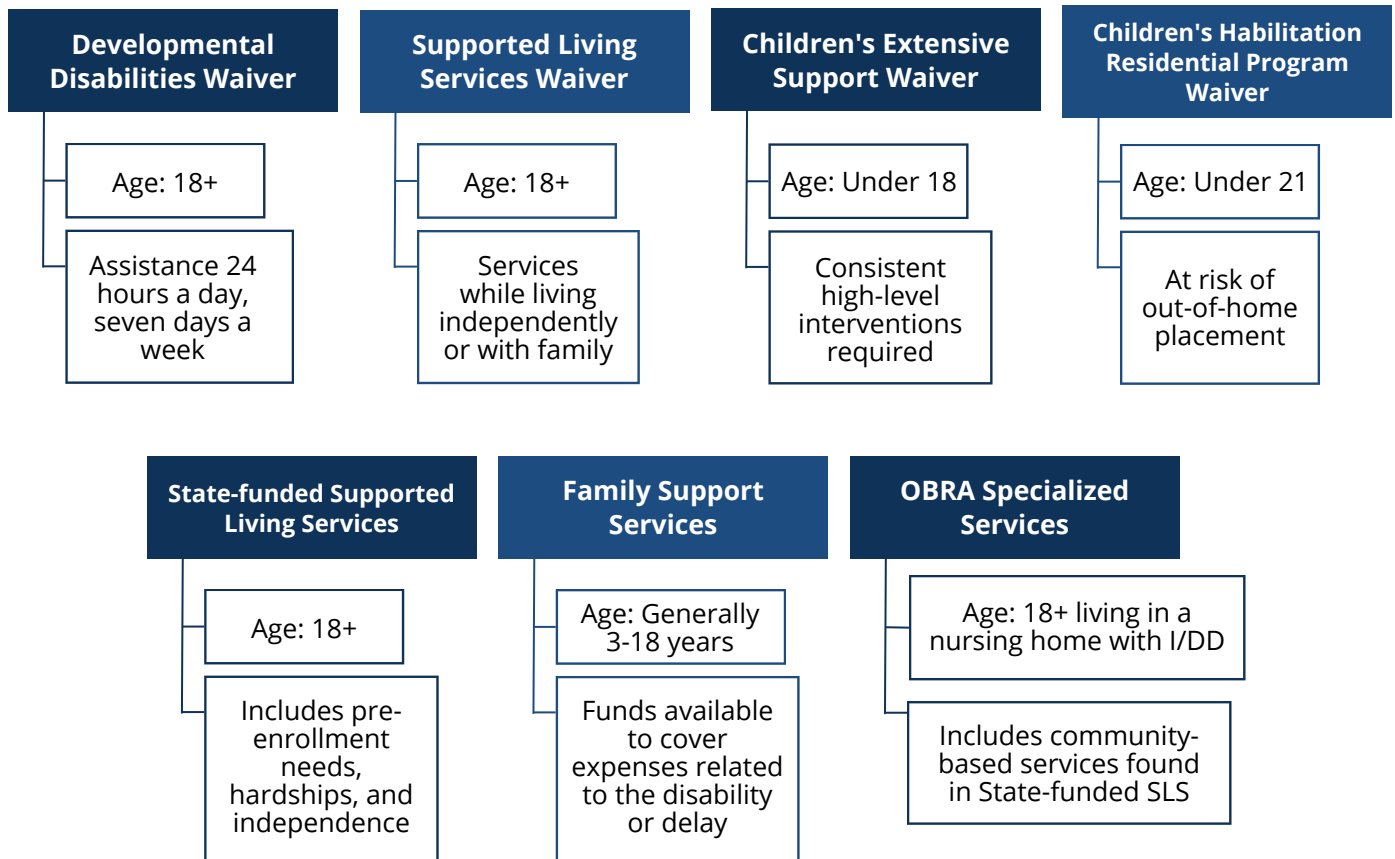 Developmental
Disabilities Waiver
Age: 18+
Assistance 24
hours a day,
seven days a
week
Supported Living
Services Waiver
Age: 18+
Services
while living
independently
or with family
Children's Extensive
Support Waiver
Age: Under 18
Consistent
high-level
interventions
required
Children's Habilitation
Residential Program
Waiver
Age: Under 21
At risk of
out-of-home
placement
State-funded Supported
Living Services
Age: 18+
Includes pre-
enrollment
needs,
hardships, and
independence
Family Support
Services
Age: Generally
3-18 years
Funds available
to cover
expenses related
to the disability
or delay
OBRA Specialized
Services
Age: 18+ living in a
nursing home with I/DD
Includes community-
based services found
in State-funded SLS